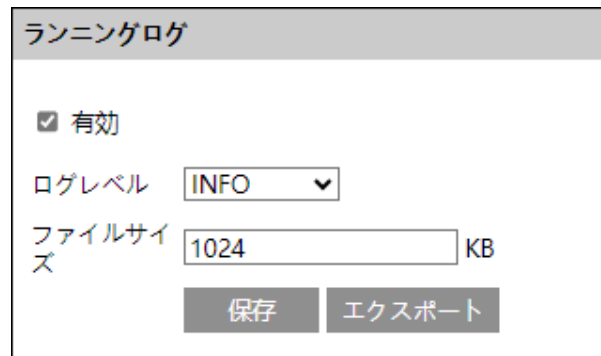 ランニングログ
有効
ログレベル INFO
ファイルサイ
ズ 1024 KB
保存 エクスポート